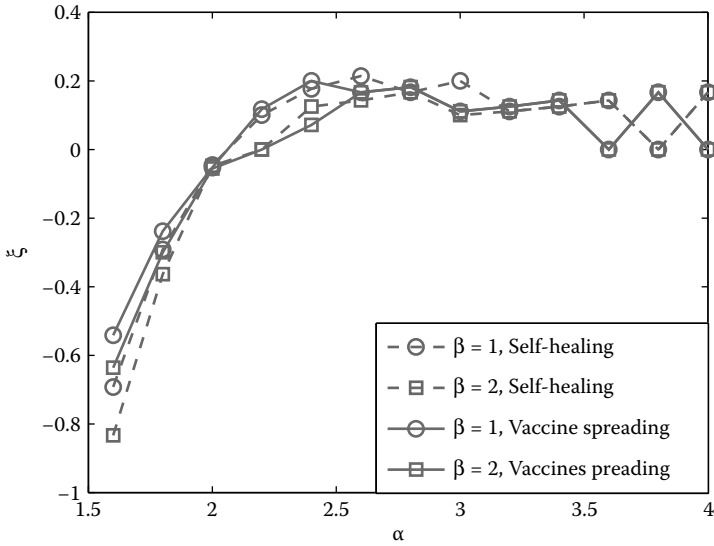 0.4
0.2
0
−0.2
−0.4
−0.6
−0.8
−1
ξ
β = 1, Self-healing
β = 2, Self-healing
β = 1, Vaccine spreading
β = 2, Vaccines preading
1.5 2 2.5 3 3.5 4
α